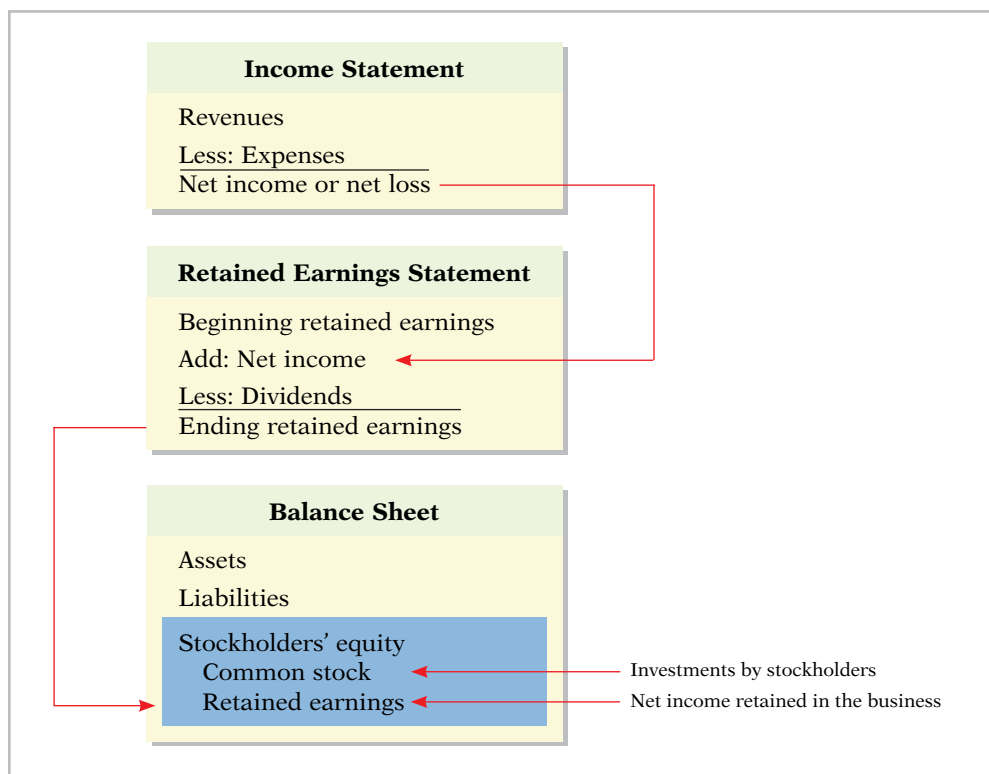 Income Statement
Revenues
Less: Expenses
Net income or net loss
Retained Earnings Statement
Beginning retained earnings
Add: Net income
Less: Dividends
Ending retained earnings
Balance Sheet
Assets
Liabilities
Stockholders’ equity
Common stock
Investments by stockholders
Retained earnings
Net income retained in the business